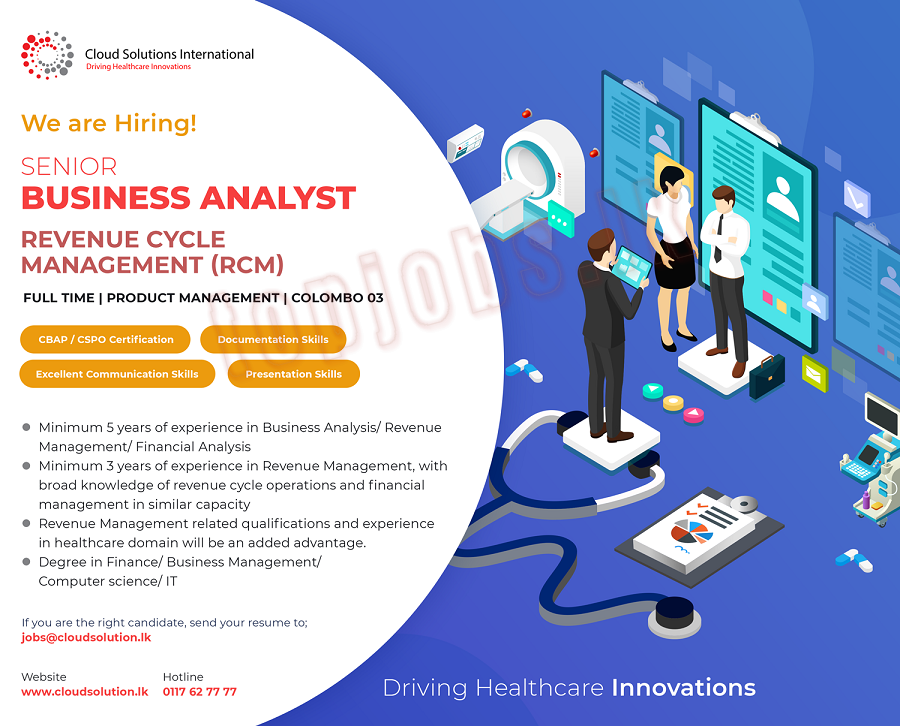 Cloud Solutions International
Driving Healthcare Innovations
We are Hiring!
SENIOR
BUSINESS ANALYST
REVENUE CYCLE
MANAGEMENT (RCM)
FULL TIME | PRODUCT MANAGEMENT | COLOMBO 03
CBAP / CSPO Certification
Documentation Skills
Excellent Communication Skills
Presentation Skills
Minimum 5 years of experience in Business Analysis/ Revenue
Management/ Financial Analysis
Minimum 3 years of experience in Revenue Management, with
broad knowledge of revenue cycle operations and financial
management in similar capacity
Revenue Management related qualifications and experience
in healthcare domain will be an added advantage.
Degree in Finance/ Business Management/
Computer science/ IT
If you are the right candidate, send your resume to;
jobs@cloudsolution.lk
Website
www.cloudsolution.lk
Hotline
0117 62 77 77
Driving Healthcare Innovations